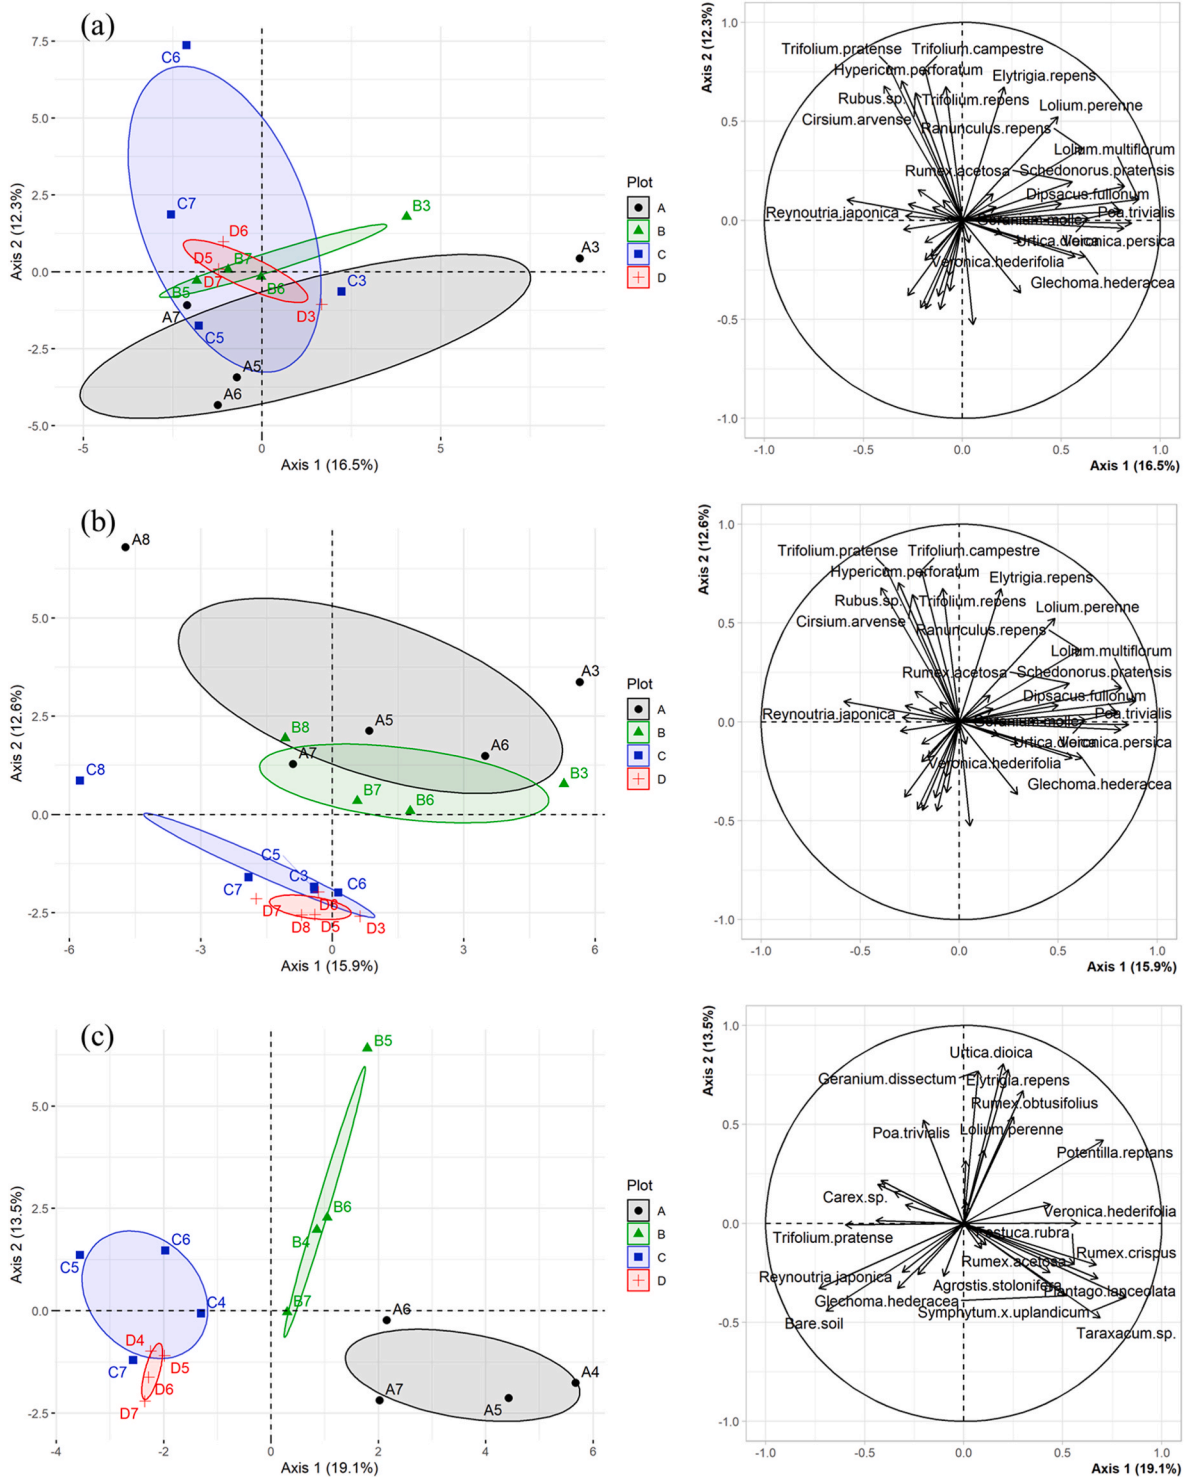 (a)
7.5
5.0
2.5
0.0
-2.5
-5.0
Axis 2 (12.3%)
C6
C7
B3
A3
D6
D5
B7
D7
B5
B6
C3
D3
A7
C5
A5
A6
-5
0
5
Axis 1 (16.5%)
Plot
A
B
C
D
Axis 2 (12.3%)
1.0
0.5
0.0
-0.5
-1.0
Trifolium.pratense
Trifolium.campestre
Hypericum.perforatum
Elytrigia.repens
Rubus.sp.
Trifolium.repens
Lolium.perenne
Cirsium.arvense
Ranunculus.repens
Lolium.multiflorum
Rumex.acetosa
Schedonorus.pratensis
Dipsacus.fullonum
Reynoutria.japonica
Geranium.molle
Poa.trivialis
Urtica.dioica
Veronica.persica
Veronica.hederifolia
Glechoma.hederacea
-1.0
-0.5
0.0
0.5
1.0
Axis 1 (16.5%)
(b)
5.0
2.5
0.0
-2.5
Axis 2 (12.6%)
A8
A3
A5
B8
A7
A6
B3
B7
B6
C8
C5
C3
C6
C7
D6
D7
D8
D5
D3
-6
-3
0
3
6
Axis 1 (15.9%)
Plot
A
B
C
D
Axis 2 (12.6%)
1.0
0.5
0.0
-0.5
-1.0
Trifolium.pratense
Trifolium.campestre
Hypericum.perforatum
Elytrigia.repens
Rubus.sp.
Trifolium.repens
Lolium.perenne
Cirsium.arvense
Ranunculus.repens
Lolium.multiflorum
Rumex.acetosa
Schedonorus.pratensis
Dipsacus.fullonum
Reynoutria.japonica
Geranium.molle
Poa.trivialis
Urtica.dioica
Veronica.persica
Veronica.hederifolia
Glechoma.hederacea
-1.0
-0.5
0.0
0.5
1.0
Axis 1 (15.9%)
(c)
5.0
2.5
0.0
-2.5
Axis 2 (13.5%)
B5
B6
B4
B7
C6
C5
C4
C7
D4
D5
D6
D7
A6
A4
A7
A5
-4
-2
0
2
4
6
Axis 1 (19.1%)
Plot
A
B
C
D
Axis 2 (13.5%)
1.0
0.5
0.0
-0.5
-1.0
Urtica.dioica
Geranium.dissectum
Elytrigia.repens
Rumex.obtusifolius
Poa.trivialis
Lolium.perenne
Potentilla.reptans
Carex.sp.
Veronica.hederifolia
Trifolium.pratense
Festuca.rubra
Rumex.crispus
Rumex.acetosa
Reynoutria.japonica
Agrostis.stolonifera
Plantago.lanceolata
Glechoma.hederacea
Symphytum.x.uplandicum
Bare.soil
Taraxacum.sp.
-1.0
-0.5
0.0
0.5
1.0
Axis 1 (19.1%)